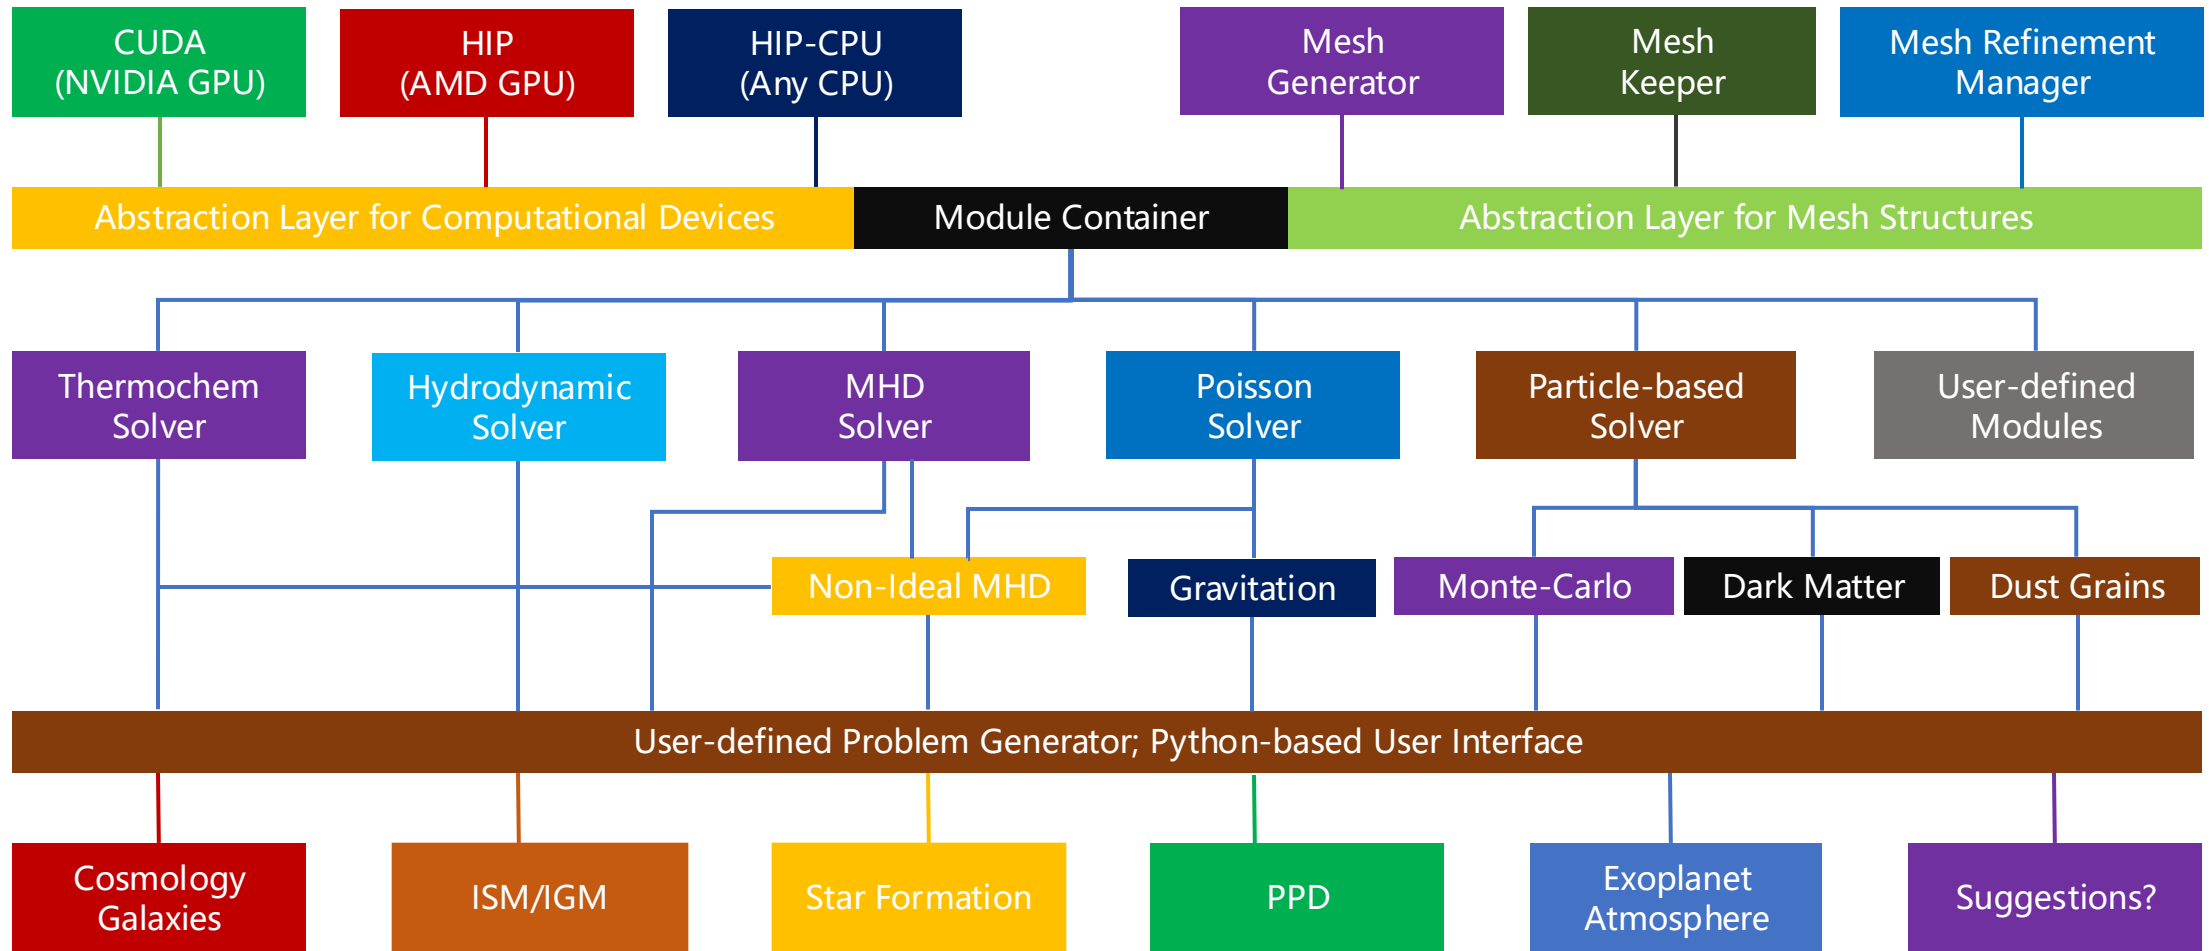 CUDA
(NVIDIA GPU)
HIP
(AMD GPU)
HIP-CPU
(Any CPU)
Mesh
Generator
Mesh
Keeper
Mesh Refinement
Manager
Abstraction Layer for Computational Devices
Module Container
Abstraction Layer for Mesh Structures
Thermochem
Solver
Hydrodynamic
Solver
MHD
Solver
Poisson
Solver
Particle-based
Solver
User-defined
Modules
Non-Ideal MHD
Gravitation
Monte-Carlo
Dark Matter
Dust Grains
User-defined Problem Generator; Python-based User Interface
Cosmology
Galaxies
ISM/IGM
Star Formation
PPD
Exoplanet
Atmosphere
Suggestions?